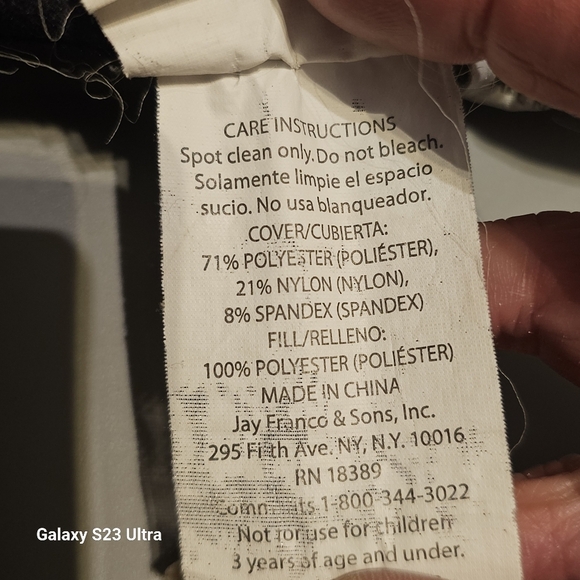 CARE INSTRUCTIONS
Spot clean only. Do not bleach.
Solamente limpie el espacio
sucio. No usa blanqueador.
COVER/CUBIERTA:
71% POLYESTER (POLIÉSTER),
21% NYLON (NYLON),
8% SPANDEX (SPANDEX)
FILL/RELLENO:
100% POLYESTER (POLIÉSTER)
MADE IN CHINA
Jay Franco & Sons, Inc.
295 Fifth Ave. NY, N.Y. 10016
RN 18389
1-800-344-3022
Not for use for children
3 years of age and under.
Galaxy S23 Ultra